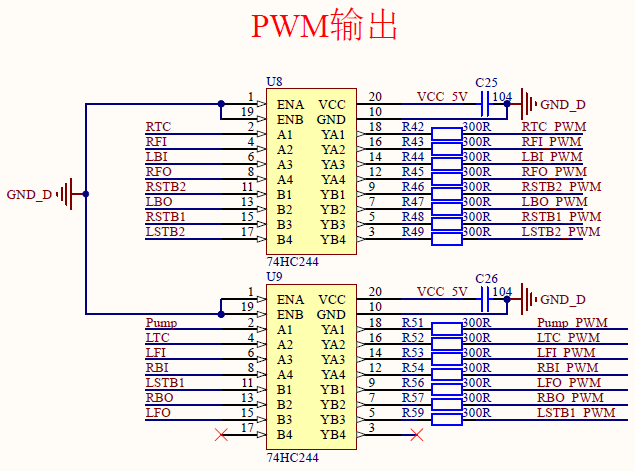 PWM输出
U8 C25
1 ENA VCC 20 VCC 5V 104 GND_D
19 ENB GND 10
RTC 2 A1 YA1 18 R42 300R RTC_PWM
RFI 4 A2 YA2 16 R43 300R RFI_PWM
LBI 6 A3 YA3 14 R44 300R LBI_PWM
RFO 8 A4 YA4 12 R45 300R RFO_PWM
RSTB2 11 B1 YB1 9 R46 300R RSTB2_PWM
GND_D
LBO 13 B2 YB2 7 R47 300R LBO_PWM
RSTB1 15 B3 YB3 5 R48 300R RSTB1_PWM
LSTB2 17 B4 YB4 3 R49 300R LSTB2_PWM
74HC244
U9 C26
1 ENA VCC 20 VCC 5V 104 GND_D
19 ENB GND 10
Pump 2 A1 YA1 18 R51 300R Pump_PWM
LTC 4 A2 YA2 16 R52 300R LTC_PWM
LFI 6 A3 YA3 14 R53 300R LFI_PWM
RBI 8 A4 YA4 12 R54 300R RBI_PWM
LSTB1 11 B1 YB1 9 R56 300R LFO_PWM
RBO 13 B2 YB2 7 R57 300R RBO_PWM
LFO 15 B3 YB3 5 R59 300R LSTB1_PWM
17 B4 YB4 3
74HC244